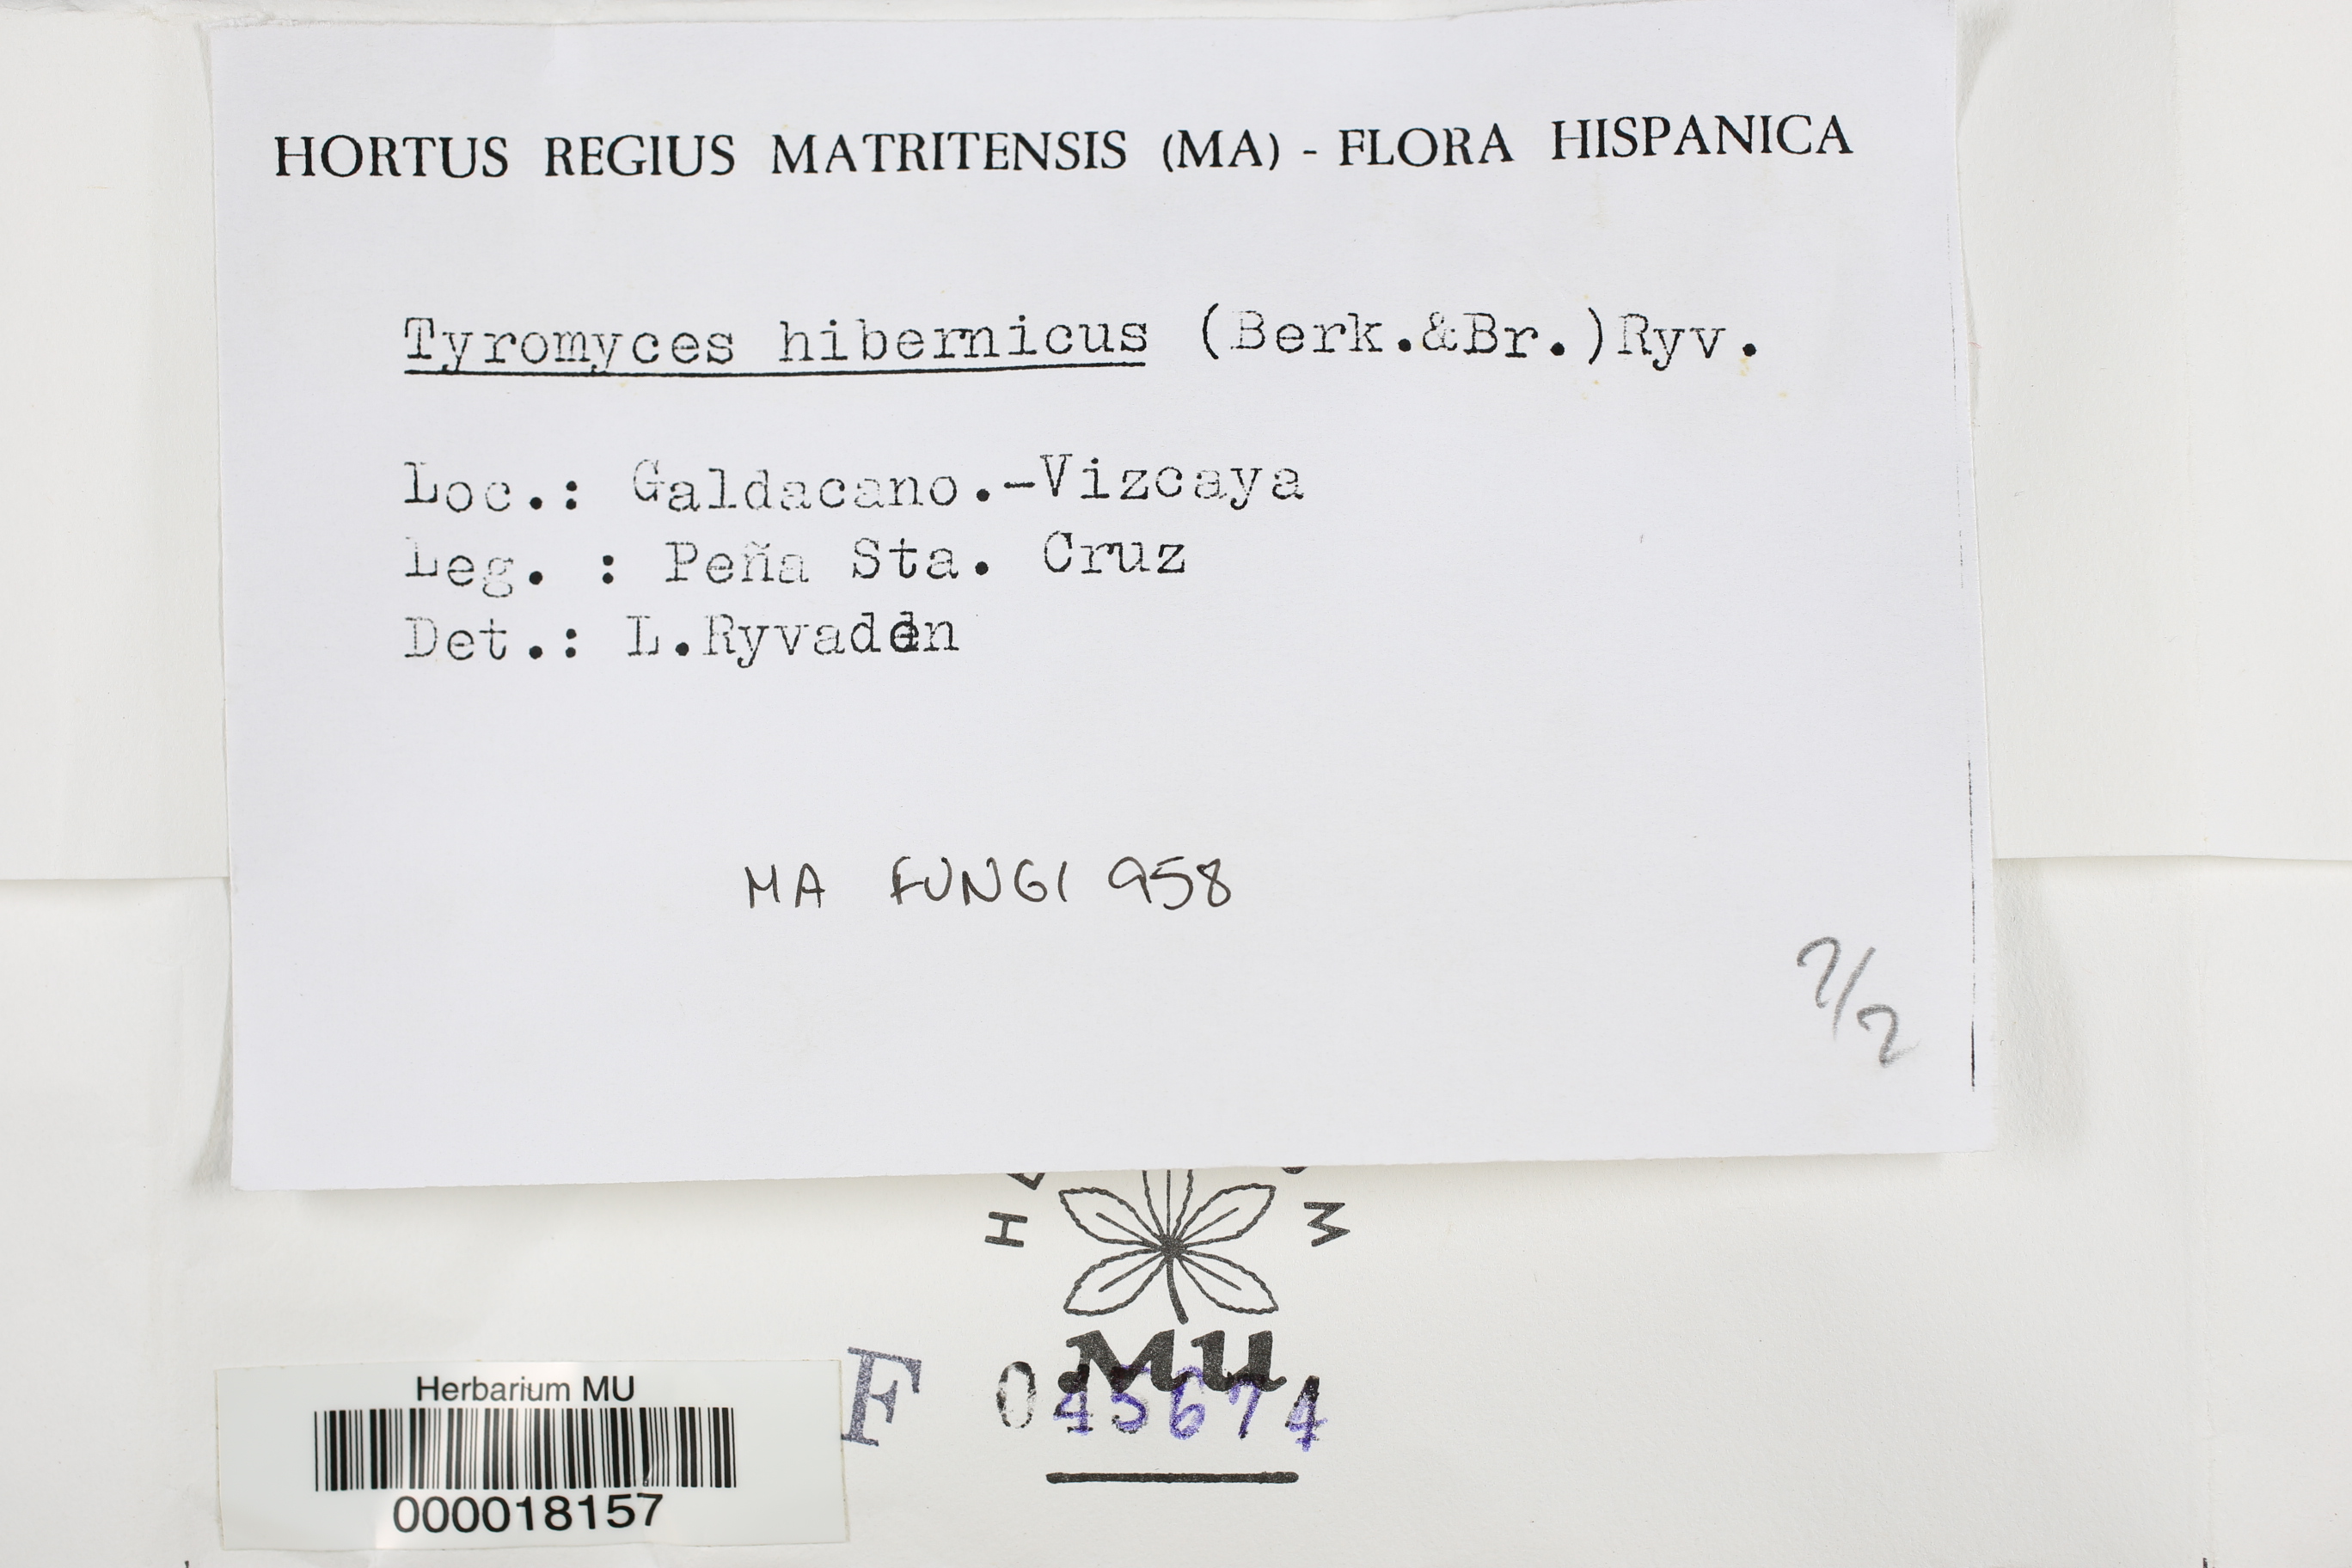 HORTUS REGIUS MATRITENSIS (MA) - FLORA HISPANICA
Tyromyces hibernicus (Berk.&Br.)Ryv.
Loc.: Galdacano.-Vizcaya
Leg. : Peña Sta. Cruz
Det.: L.Ryvaden
MA FUNGI 958
2/2
H M
MU
F 045674
Herbarium MU
000018157